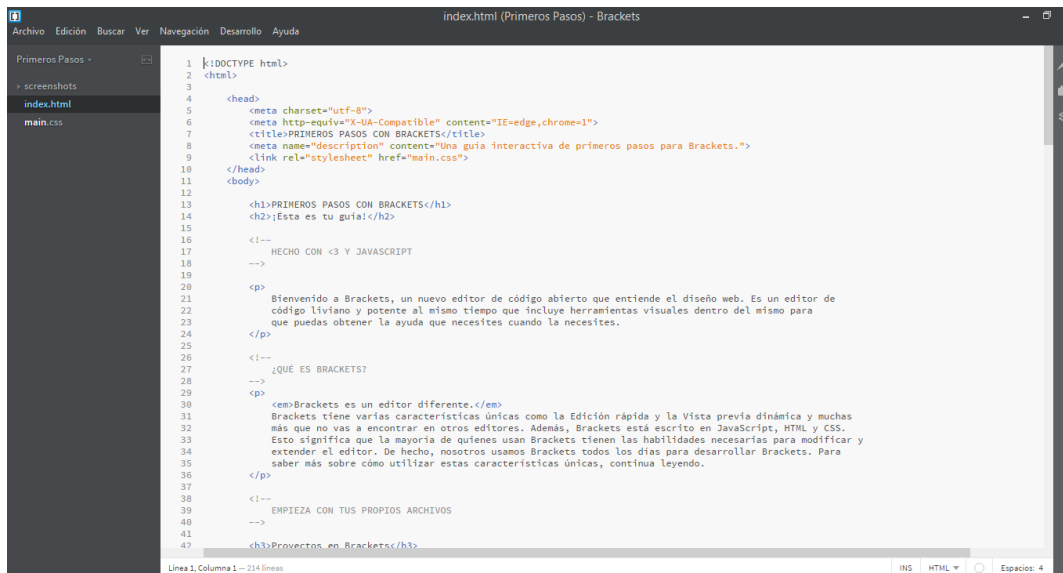 index.html (Primeros Pasos) - Brackets
Archivo Edición Buscar Ver Navegación Desarrollo Ayuda
Primeros Pasos
screenshots
index.html
main.css
1 <!DOCTYPE html>
2 <html>
3
4 <head>
5 <meta charset="utf-8">
6 <meta http-equiv="X-UA-Compatible" content="IE=edge,chrome=1">
7 <title>PRIMEROS PASOS CON BRACKETS</title>
8 <meta name="description" content="Una guía interactiva de primeros pasos para Brackets.">
9 <link rel="stylesheet" href="main.css">
10 </head>
11 <body>
12
13 <h1>PRIMEROS PASOS CON BRACKETS</h1>
14 <h2>¡Ésta es tu guía!</h2>
15
16 <!--
17 HECHO CON <3 Y JAVASCRIPT
18 -->
19
20 <p>
21 Bienvenido a Brackets, un nuevo editor de código abierto que entiende el diseño web. Es un editor de
22 código liviano y potente al mismo tiempo que incluye herramientas visuales dentro del mismo para
23 que puedas obtener la ayuda que necesites cuando la necesites.
24 </p>
25
26 <!--
27 ¿QUÉ ES BRACKETS?
28 -->
29 <p>
30 <em>Brackets es un editor diferente.</em>
31 Brackets tiene varias características únicas como la Edición rápida y la Vista previa dinámica y muchas
32 más que no vas a encontrar en otros editores. Además, Brackets está escrito en JavaScript, HTML y CSS.
33 Esto significa que la mayoría de quienes usan Brackets tienen las habilidades necesarias para modificar y
34 extender el editor. De hecho, nosotros usamos Brackets todos los días para desarrollar Brackets. Para
35 saber más sobre cómo utilizar estas características únicas, continua leyendo.
36 </p>
37
38 <!--
39 EMPIEZA CON TUS PROPIOS ARCHIVOS
40 -->
41
42 <h3>Proyectos en Brackets</h3>
Línea 1, Columna 1 — 214 líneas
INS HTML Espacios: 4